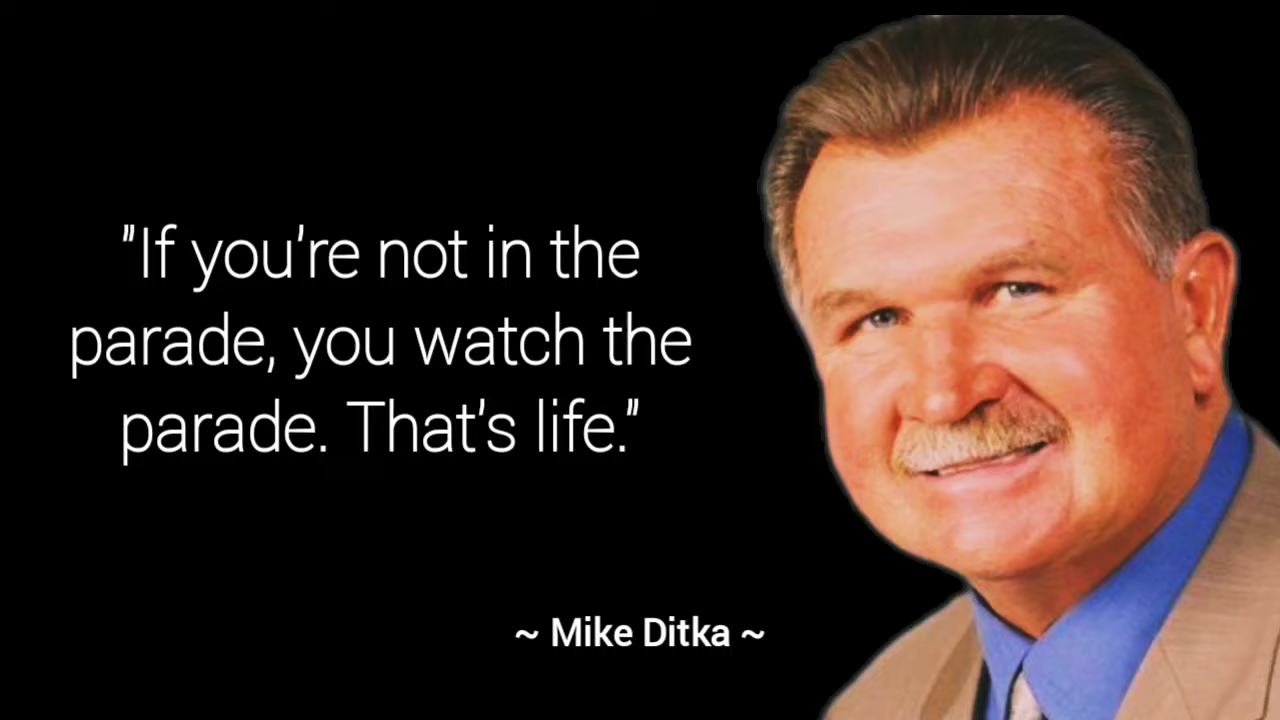 "If you're not in the
parade, you watch the
parade. That's life."
~ Mike Ditka ~